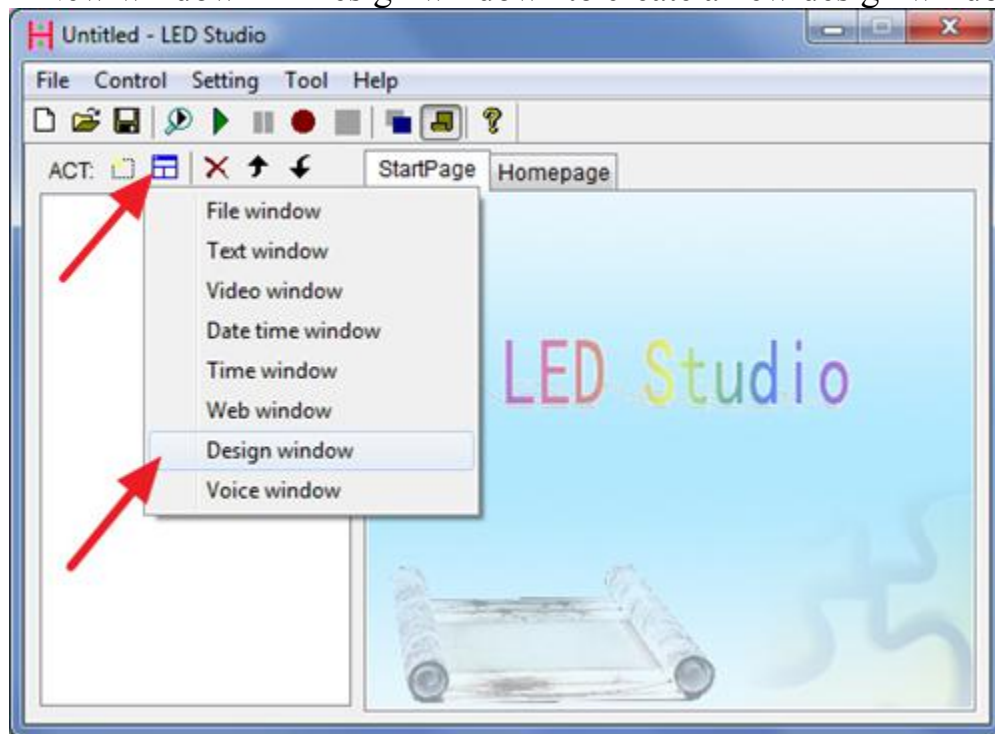 Untitled - LED Studio
File Control Setting Tool Help
ACT: StartPage Homepage
File window
Text window
Video window
Date time window
Time window
Web window
Design window
Voice window
LED Studio